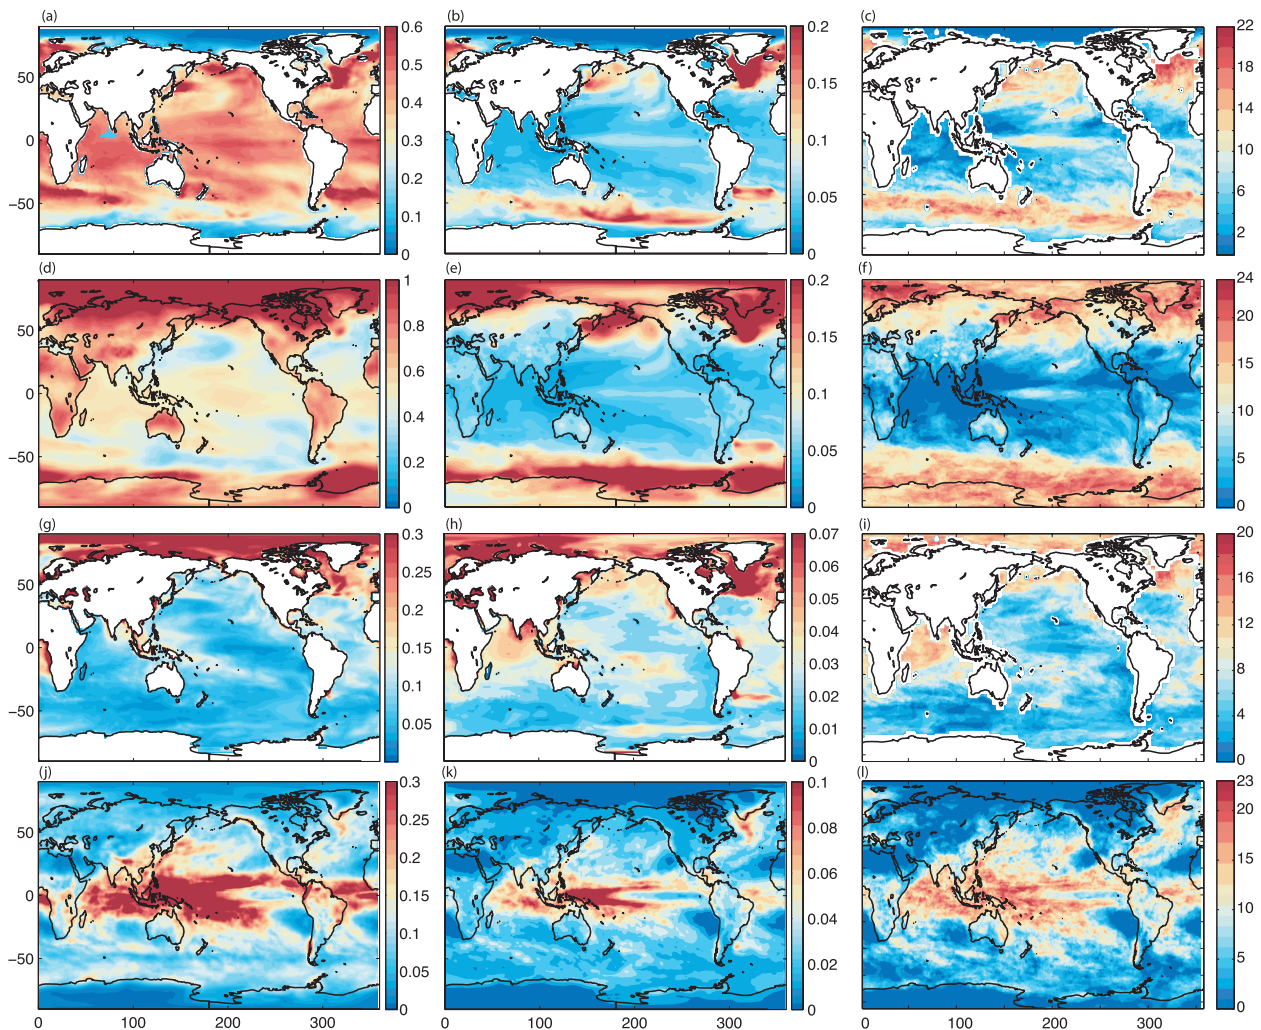 (a) (b) (c)
50 0 −50
0.6 0.5 0.4 0.3 0.2 0.1 0
0.2 0.15 0.1 0.05 0
22 18 14 10 6 2
(d) (e) (f)
50 0 −50
1 0.8 0.6 0.4 0.2 0
0.2 0.15 0.1 0.05 0
24 20 15 10 5 0
(g) (h) (i)
50 0 −50
0.3 0.25 0.2 0.15 0.1 0.05
0.07 0.06 0.05 0.04 0.03 0.02 0.01 0
20 16 12 8 4 0
(j) (k) (l)
50 0 −50
0.3 0.25 0.2 0.15 0.1 0.05 0
0.1 0.08 0.06 0.04 0.02 0
23 20 15 10 5 0
0 100 200 300 0 100 200 300 0 100 200 300